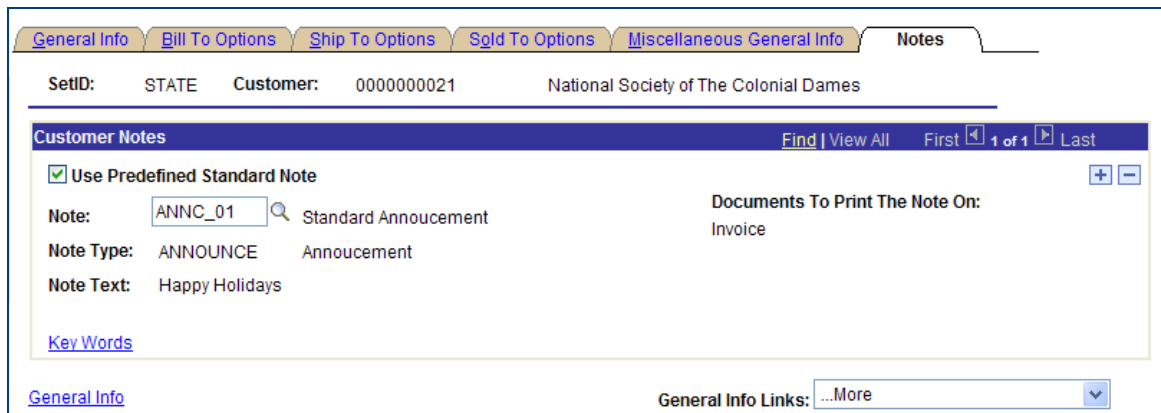 General Info Bill To Options Ship To Options Sold To Options Miscellaneous General Info Notes
SetID: STATE Customer: 0000000021 National Society of The Colonial Dames
Customer Notes Find | View All First 1 of 1 Last
Use Predefined Standard Note
Documents To Print The Note On:
Note: ANNC_01 Standard Annoucement
Invoice
Note Type: ANNOUNCE Annoucement
Note Text: Happy Holidays
Key Words
General Info General Info Links: ...More